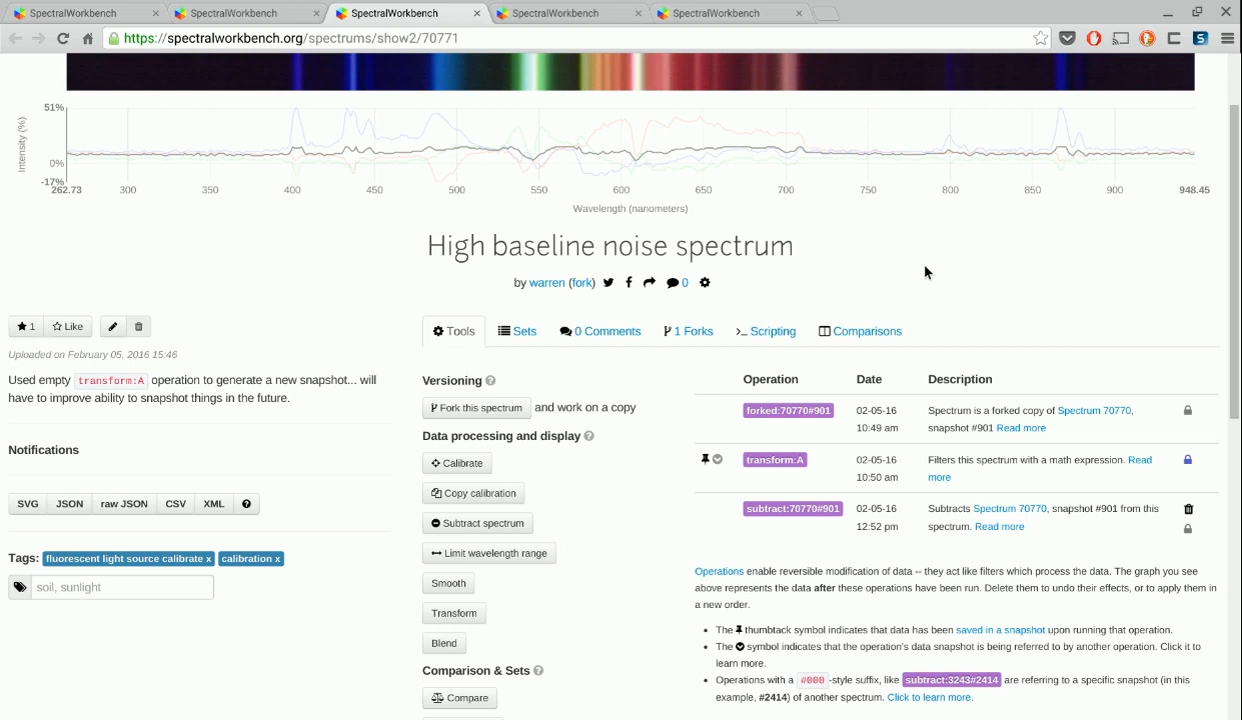 SpectralWorkbench
SpectralWorkbench
SpectralWorkbench
SpectralWorkbench
SpectralWorkbench
https://spectralworkbench.org/spectrums/show2/70771
51%
0%
-17%
Intensity (%)
262.73 300 350 400 450 500 550 600 650 700 750 800 850 900 948.45
Wavelength (nanometers)
High baseline noise spectrum
by warren (fork) 0
1 Like
Uploaded on February 05, 2016 15:46
Used empty transform:A operation to generate a new snapshot... will
have to improve ability to snapshot things in the future.
Notifications
SVG JSON raw JSON CSV XML ?
Tags: fluorescent light source calibrate x calibration x
soil, sunlight
Tools Sets 0 Comments 1 Forks >_ Scripting Comparisons
Versioning ?
Fork this spectrum and work on a copy
Data processing and display ?
Calibrate
Copy calibration
Subtract spectrum
Limit wavelength range
Smooth
Transform
Blend
Comparison & Sets ?
Compare
Operation Date Description
forked:70770#901 02-05-16 Spectrum is a forked copy of Spectrum 70770,
10:49 am snapshot #901 Read more
transform:A 02-05-16 Filters this spectrum with a math expression. Read
10:50 am more
subtract:70770#901 02-05-16 Subtracts Spectrum 70770, snapshot #901 from this
12:52 pm spectrum. Read more
Operations enable reversible modification of data -- they act like filters which process the data. The graph you see
above represents the data after these operations have been run. Delete them to undo their effects, or to apply them in
a new order.
• The thumbtack symbol indicates that data has been saved in a snapshot upon running that operation.
• The symbol indicates that the operation's data snapshot is being referred to by another operation. Click it to
learn more.
• Operations with a #000 -style suffix, like subtract:3243#2414 are referring to a specific snapshot (in this
example, #2414) of another spectrum. Click to learn more.